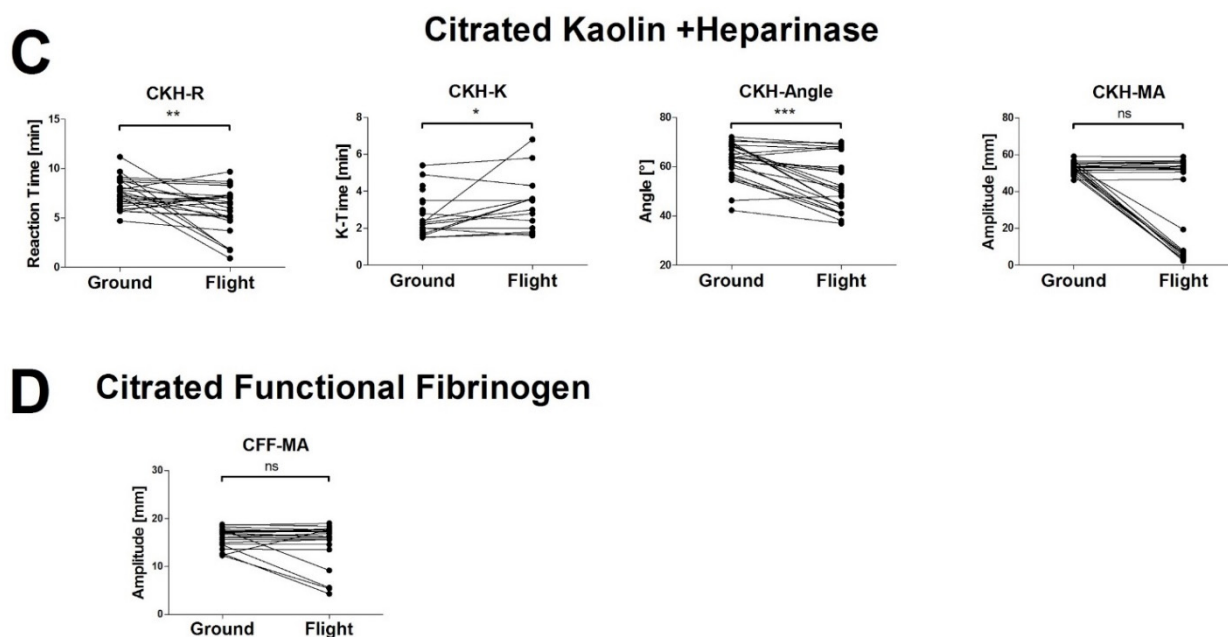 C
Citrated Kaolin +Heparinase
CKH-R
**
Reaction Time [min]
15
10
5
0
Ground Flight
CKH-K
*
K-Time [min]
8
6
4
2
0
Ground Flight
CKH-Angle
***
Angle [°]
80
60
40
20
Ground Flight
CKH-MA
ns
Amplitude [mm]
80
60
40
20
0
Ground Flight
D
Citrated Functional Fibrinogen
CFF-MA
ns
Amplitude [mm]
30
20
10
0
Ground Flight